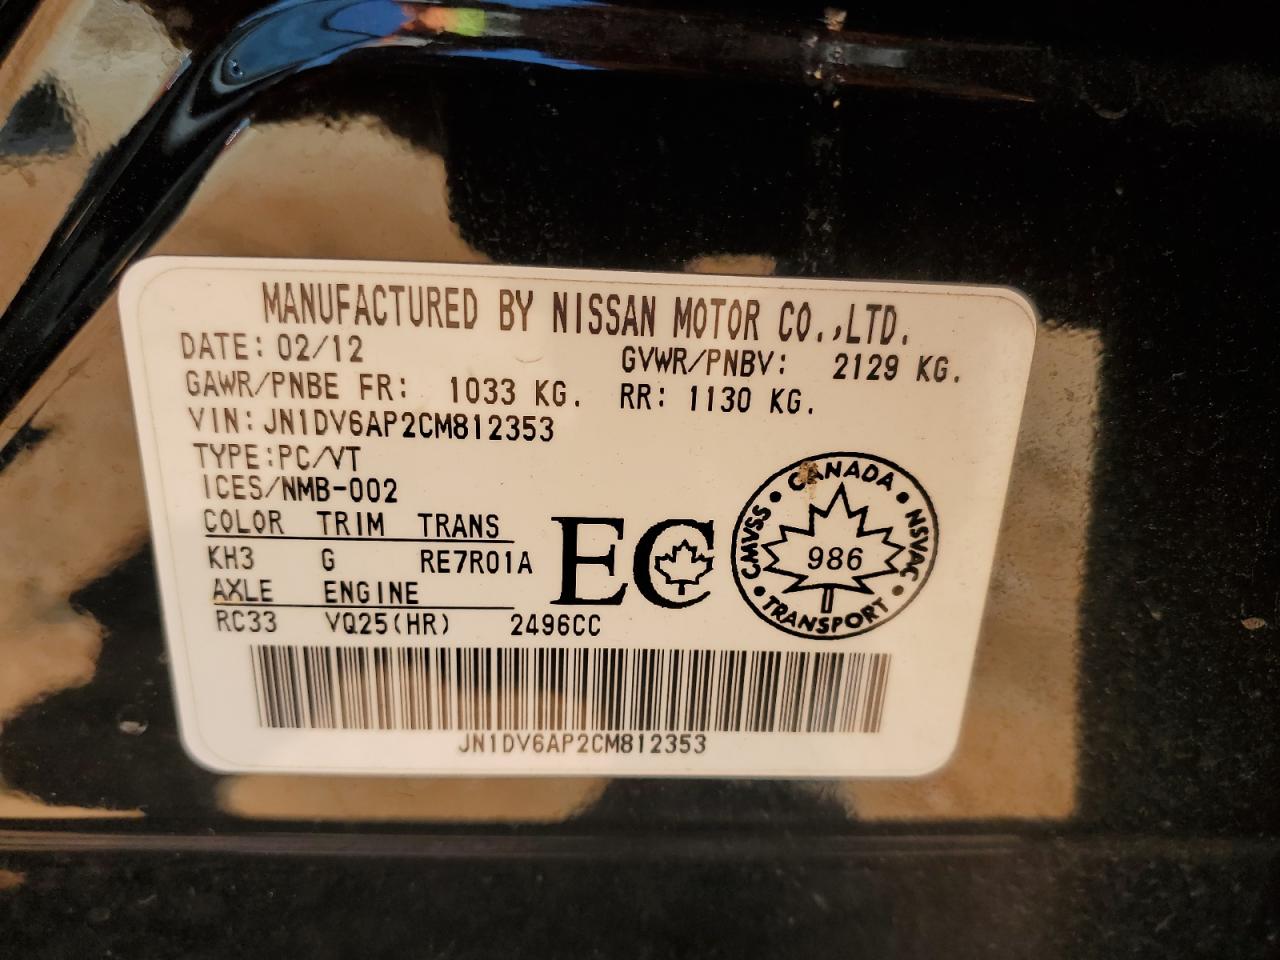 MANUFACTURED BY NISSAN MOTOR CO.,LTD.
DATE: 02/12 GVWR/PNBV: 2129 KG.
GAWR/PNBE FR: 1033 KG. RR: 1130 KG.
VIN: JN1DV6AP2CM812353
TYPE:PC/VT
ICES/NMB-002
COLOR TRIM TRANS
KH3 G RE7R01A
AXLE ENGINE
RC33 VQ25(HR) 2496CC
EC
CANADA
CMVSS • NSVAC
986
TRANSPORT
JN1DV6AP2CM812353